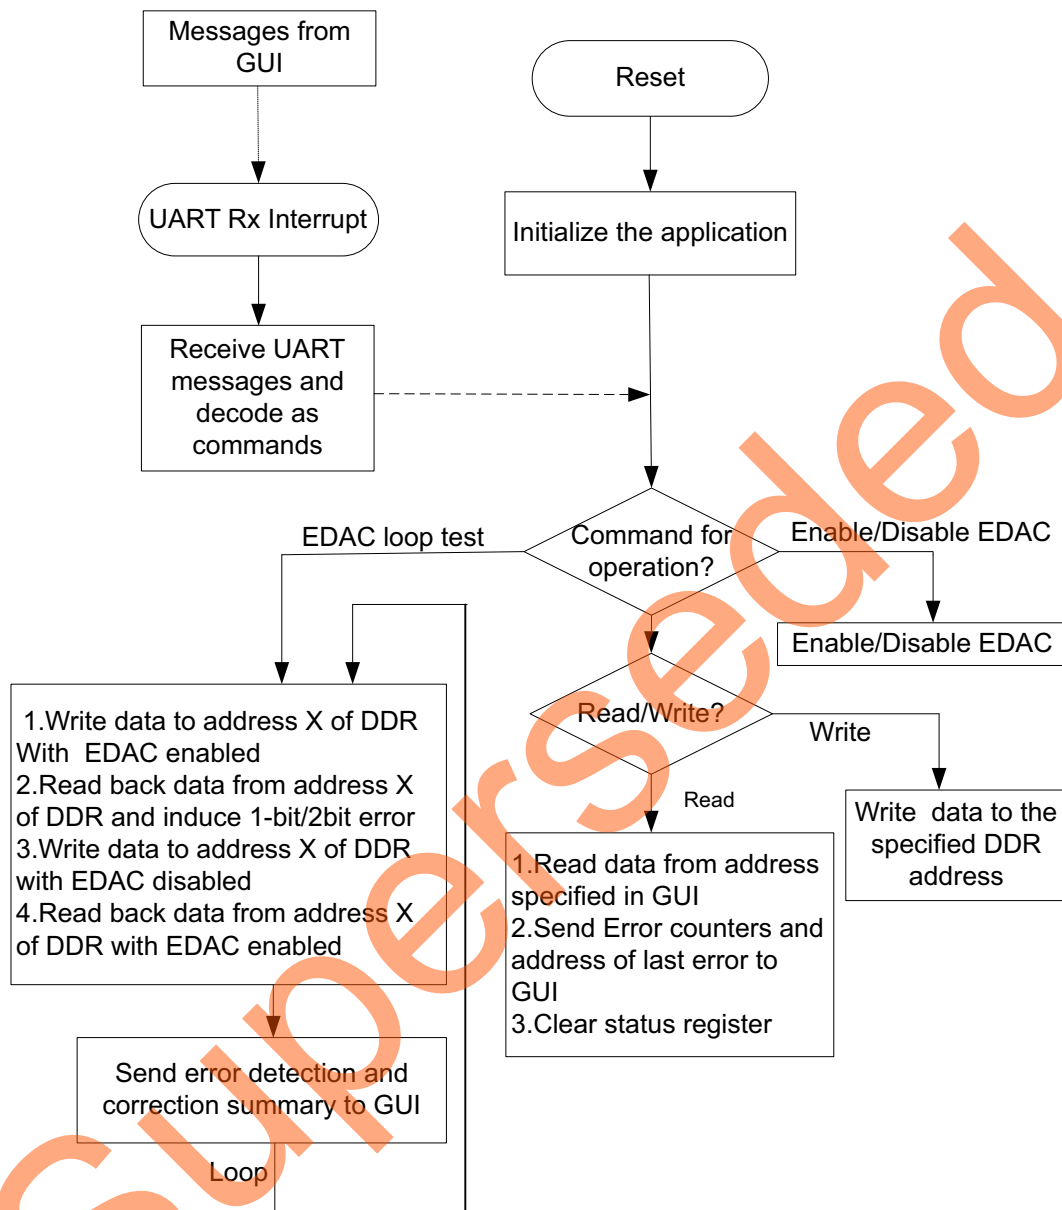 Messages from
GUI
Reset
UART Rx Interrupt
Initialize the application
Receive UART
messages and
decode as
commands
EDAC loop test
Command for
operation?
Enable/Disable EDAC
Enable/Disable EDAC
1.Write data to address X of DDR
With EDAC enabled
2.Read back data from address X
of DDR and induce 1-bit/2bit error
3.Write data to address X of DDR
with EDAC disabled
4.Read back data from address X
of DDR with EDAC enabled
Read/Write?
Write
Read
Write data to the
specified DDR
address
1.Read data from address
specified in GUI
2.Send Error counters and
address of last error to
GUI
3.Clear status register
Send error detection and
correction summary to GUI
Loop
Superseded